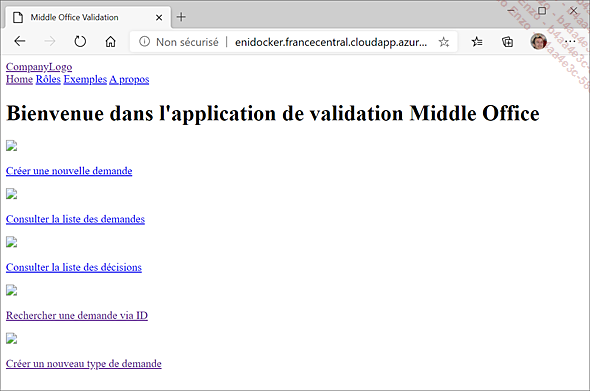 Middle Office Validation
Non sécurisé | enidocker.francecentral.cloudapp.azur...
CompanyLogo
Home Rôles Exemples A propos
Bienvenue dans l'application de validation Middle Office
Créer une nouvelle demande
Consulter la liste des demandes
Consulter la liste des décisions
Rechercher une demande via ID
Créer un nouveau type de demande